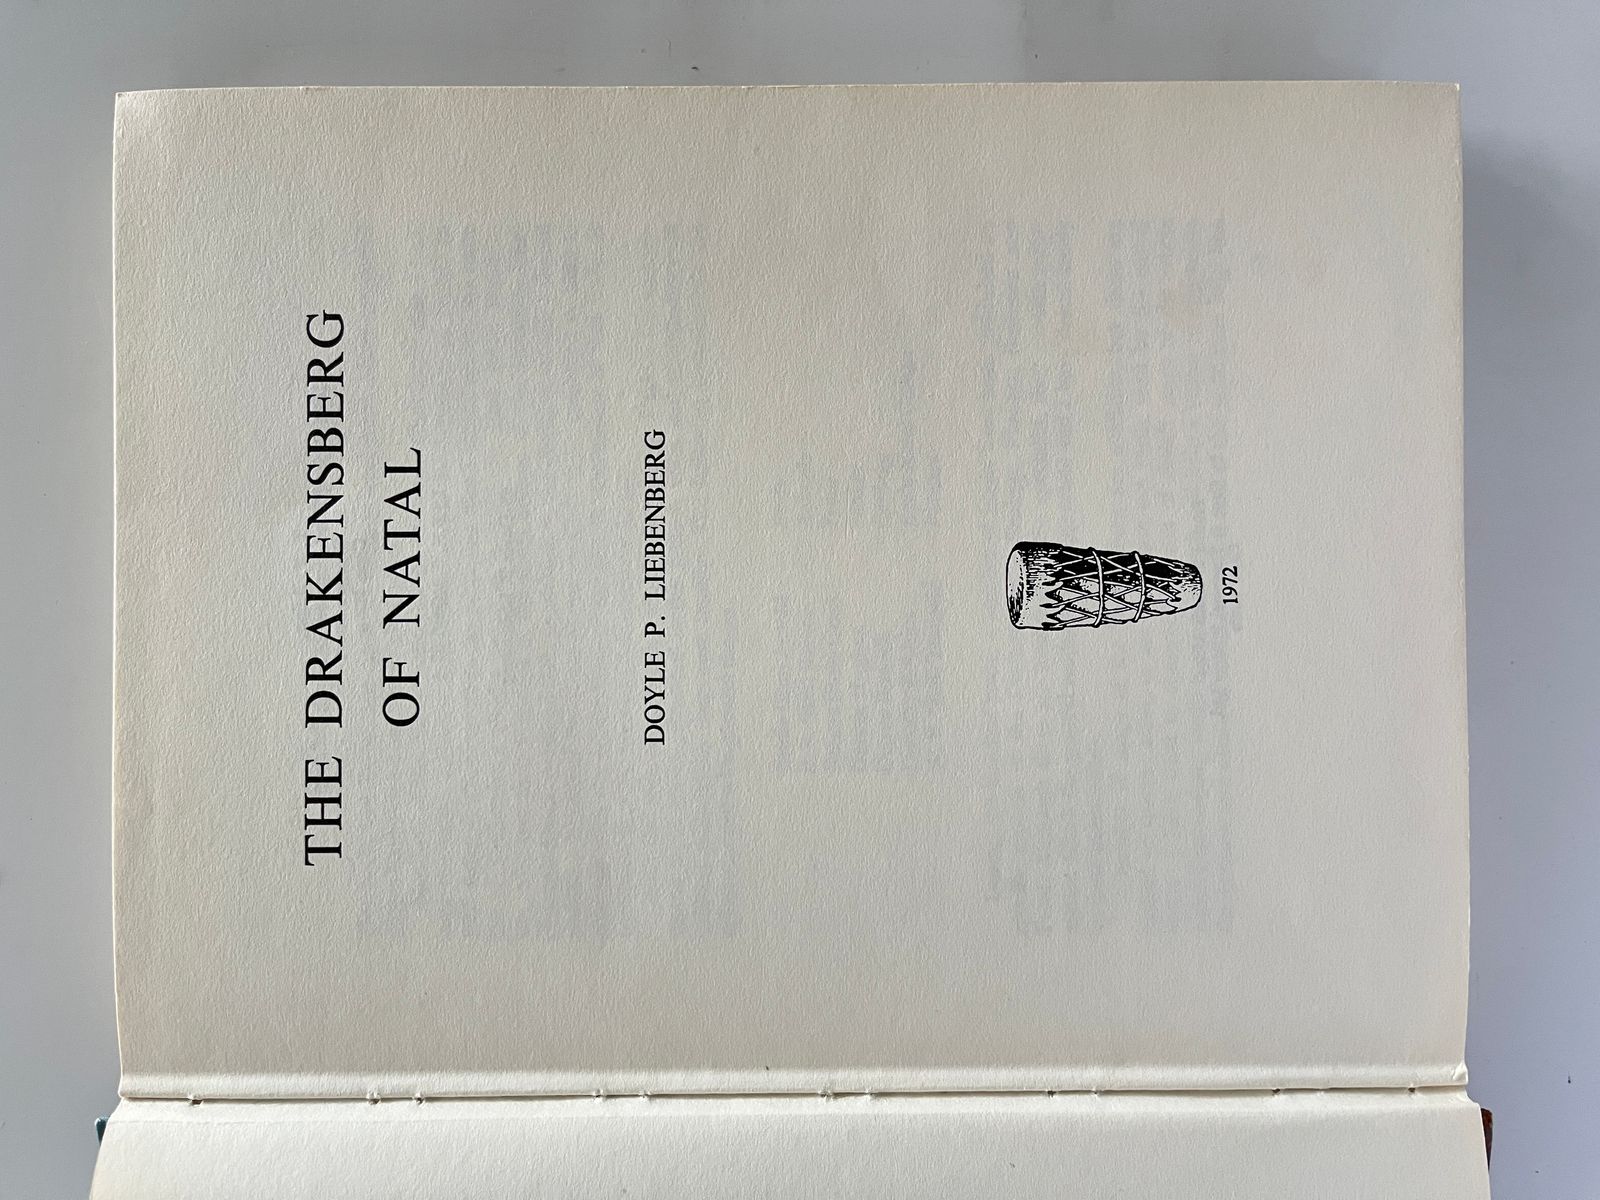 THE DRAKENSBERG
OF NATAL
DOYLE P. LIEBENBERG
1972